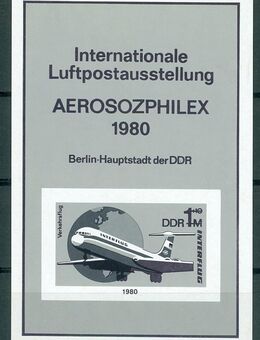 Internationale
Luftpostausstellung
AEROSOZPHILEX
1980
Berlin-Hauptstadt der DDR
Verkehrsflug
1+10
DDR M
INTERFLUG
INTERFLUG
1980